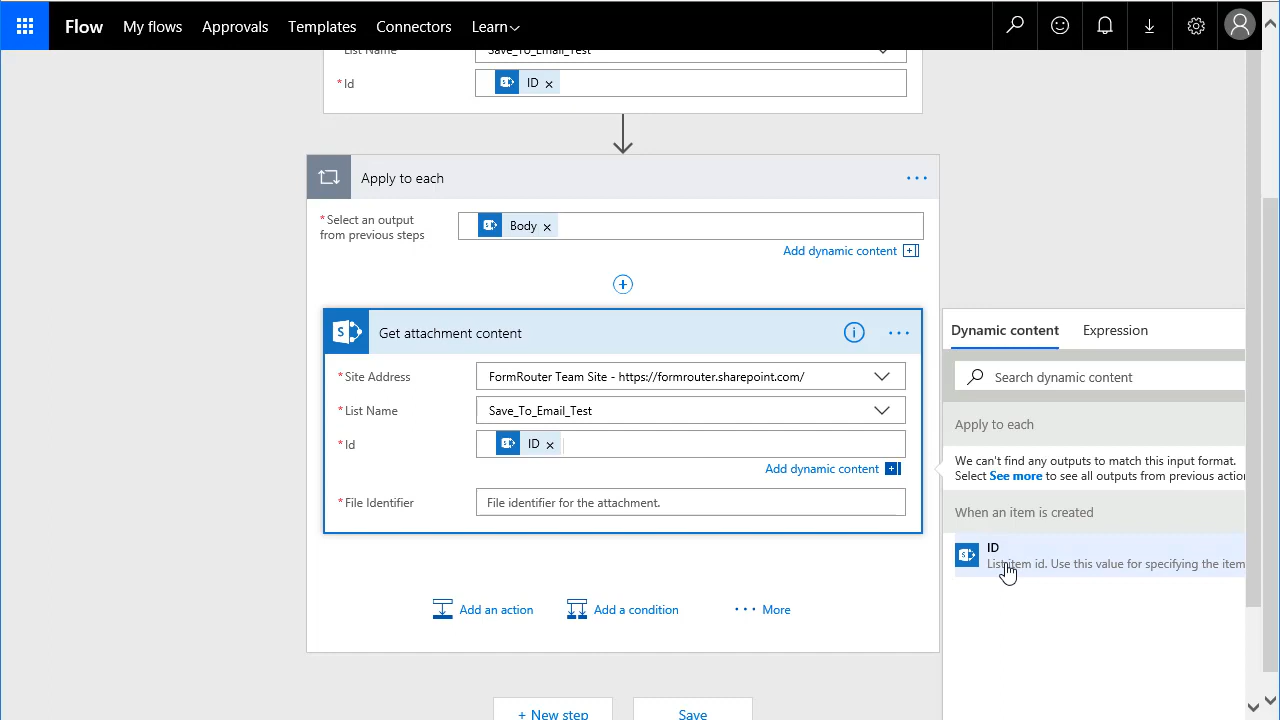 Flow My flows Approvals Templates Connectors Learn
List Name Save_To_Email_Test
*Id ID ×
Apply to each ...
*Select an output
from previous steps
Body ×
Add dynamic content
Get attachment content ...
*Site Address FormRouter Team Site - https://formrouter.sharepoint.com/
*List Name Save_To_Email_Test
*Id ID ×
Add dynamic content
*File Identifier File identifier for the attachment.
Add an action Add a condition ... More
+ New step Save
Dynamic content Expression
Search dynamic content
Apply to each
We can't find any outputs to match this input format.
Select See more to see all outputs from previous action
When an item is created
ID
List item id. Use this value for specifying the item